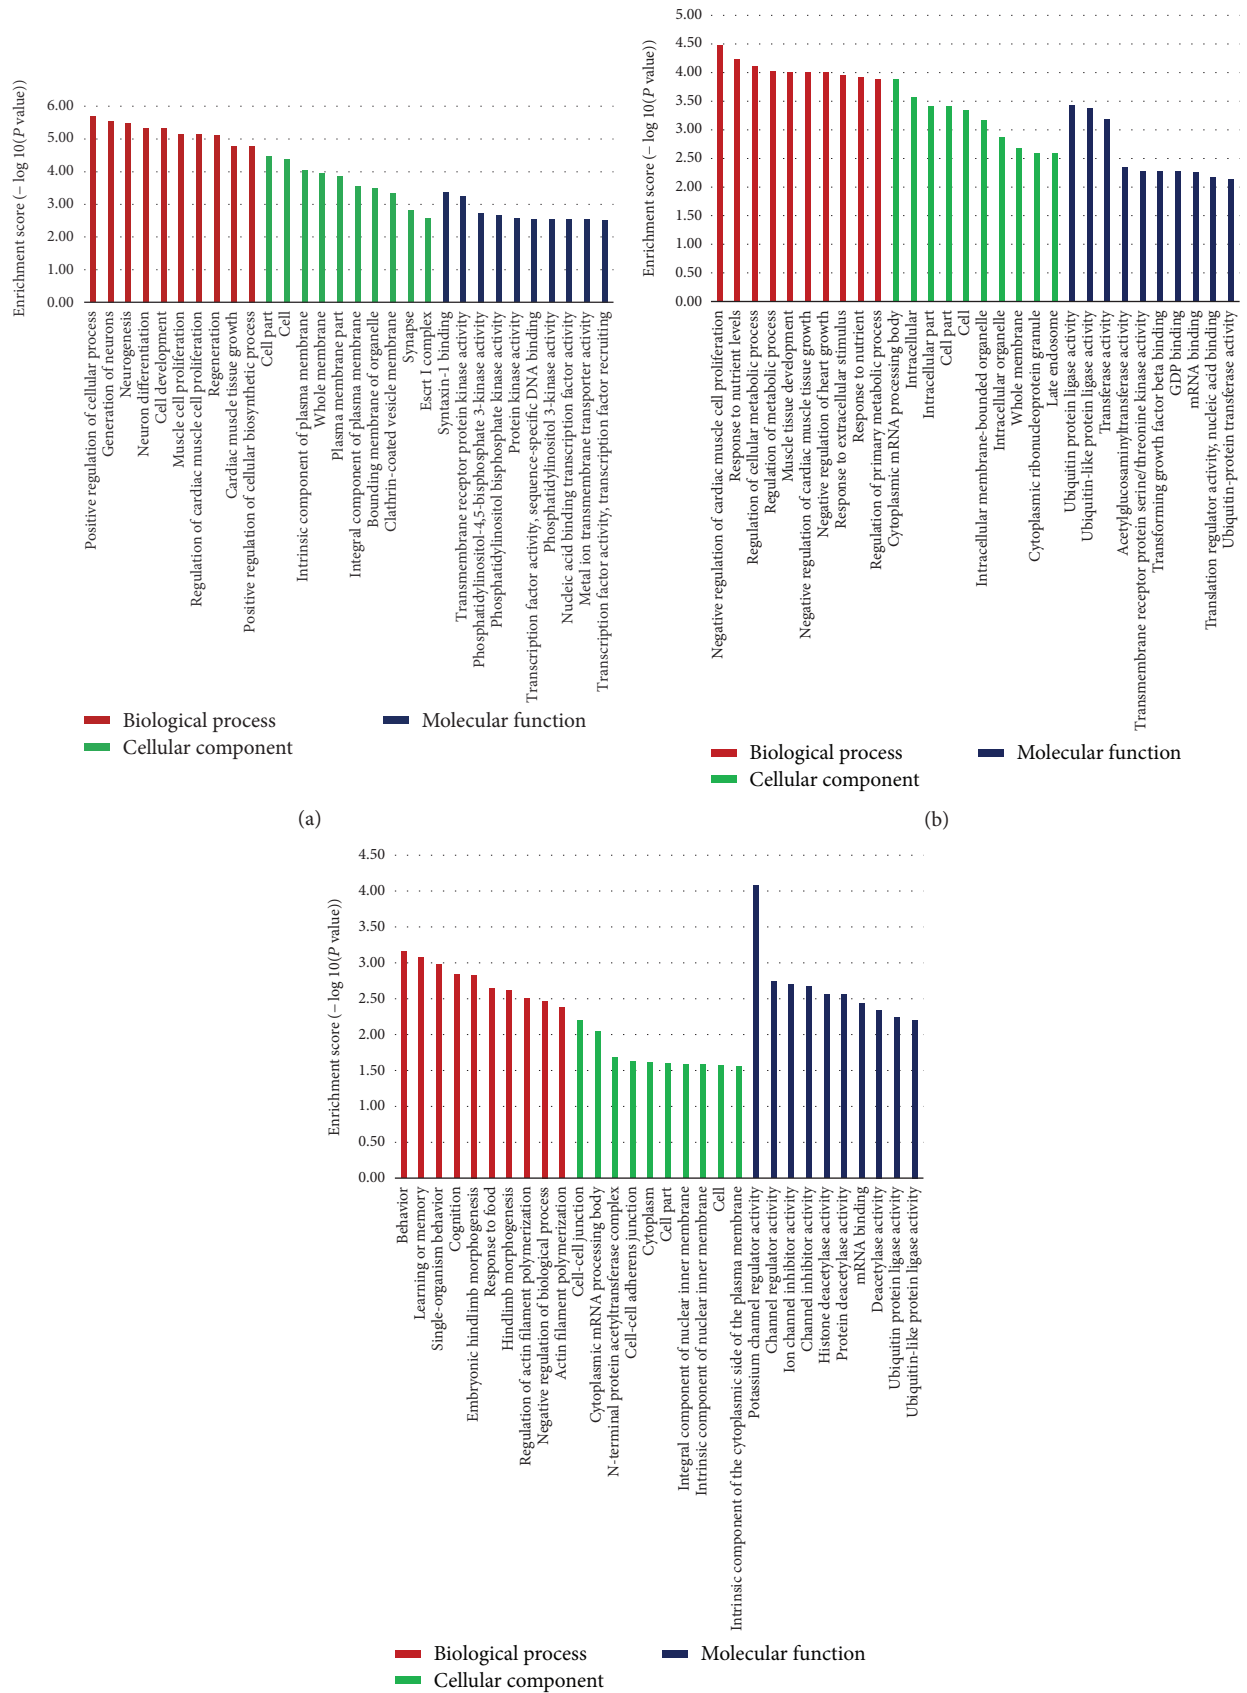 Enrichment score (− log 10(P value))
6.00
5.00
4.00
3.00
2.00
1.00
0.00
Positive regulation of cellular process
Generation of neurons
Neurogenesis
Neuron differentiation
Cell development
Muscle cell proliferation
Regulation of cardiac muscle cell proliferation
Regeneration
Cardiac muscle tissue growth
Positive regulation of cellular biosynthetic process
Cell part
Cell
Intrinsic component of plasma membrane
Whole membrane
Plasma membrane part
Integral component of plasma membrane
Bounding membrane of organelle
Clathrin-coated vesicle membrane
Synapse
Escrt I complex
Syntaxin-1 binding
Transmembrane receptor protein kinase activity
Phosphatidylinositol-4,5-bisphosphate 3-kinase activity
Phosphatidylinositol bisphosphate kinase activity
Protein kinase activity
Transcription factor activity, sequence-specific DNA binding
Phosphatidylinositol 3-kinase activity
Nucleic acid binding transcription factor activity
Metal ion transmembrane transporter activity
Transcription factor activity, transcription factor recruiting
Biological process
Cellular component
Molecular function
(a)
Enrichment score (− log 10(P value))
5.00
4.50
4.00
3.50
3.00
2.50
2.00
1.50
1.00
0.50
0.00
Negative regulation of cardiac muscle cell proliferation
Response to nutrient levels
Regulation of cellular metabolic process
Regulation of metabolic process
Muscle tissue development
Negative regulation of cardiac muscle tissue growth
Negative regulation of heart growth
Response to extracellular stimulus
Response to nutrient
Regulation of primary metabolic process
Cytoplasmic mRNA processing body
Intracellular
Intracellular part
Cell part
Cell
Intracellular membrane-bounded organelle
Intracellular organelle
Whole membrane
Cytoplasmic ribonucleoprotein granule
Late endosome
Ubiquitin protein ligase activity
Ubiquitin-like protein ligase activity
Transferase activity
Acetylglucosaminyltransferase activity
Transmembrane receptor protein serine/threonine kinase activity
Transforming growth factor beta binding
GDP binding
mRNA binding
Translation regulator activity, nucleic acid binding
Ubiquitin-protein transferase activity
Biological process
Cellular component
Molecular function
(b)
Enrichment score (− log 10(P value))
4.50
4.00
3.50
3.00
2.50
2.00
1.50
1.00
0.50
0.00
Behavior
Learning or memory
Single-organism behavior
Cognition
Embryonic hindlimb morphogenesis
Response to food
Hindlimb morphogenesis
Regulation of actin filament polymerization
Negative regulation of biological process
Actin filament polymerization
Cell-cell junction
Cytoplasmic mRNA processing body
N-terminal protein acetyltransferase complex
Cell-cell adherens junction
Cytoplasm
Cell part
Integral component of nuclear inner membrane
Intrinsic component of nuclear inner membrane
Cell
Intrinsic component of the cytoplasmic side of the plasma membrane
Potassium channel regulator activity
Channel regulator activity
Ion channel inhibitor activity
Channel inhibitor activity
Histone deacetylase activity
Protein deacetylase activity
mRNA binding
Deacetylase activity
Ubiquitin protein ligase activity
Ubiquitin-like protein ligase activity
Biological process
Cellular component
Molecular function